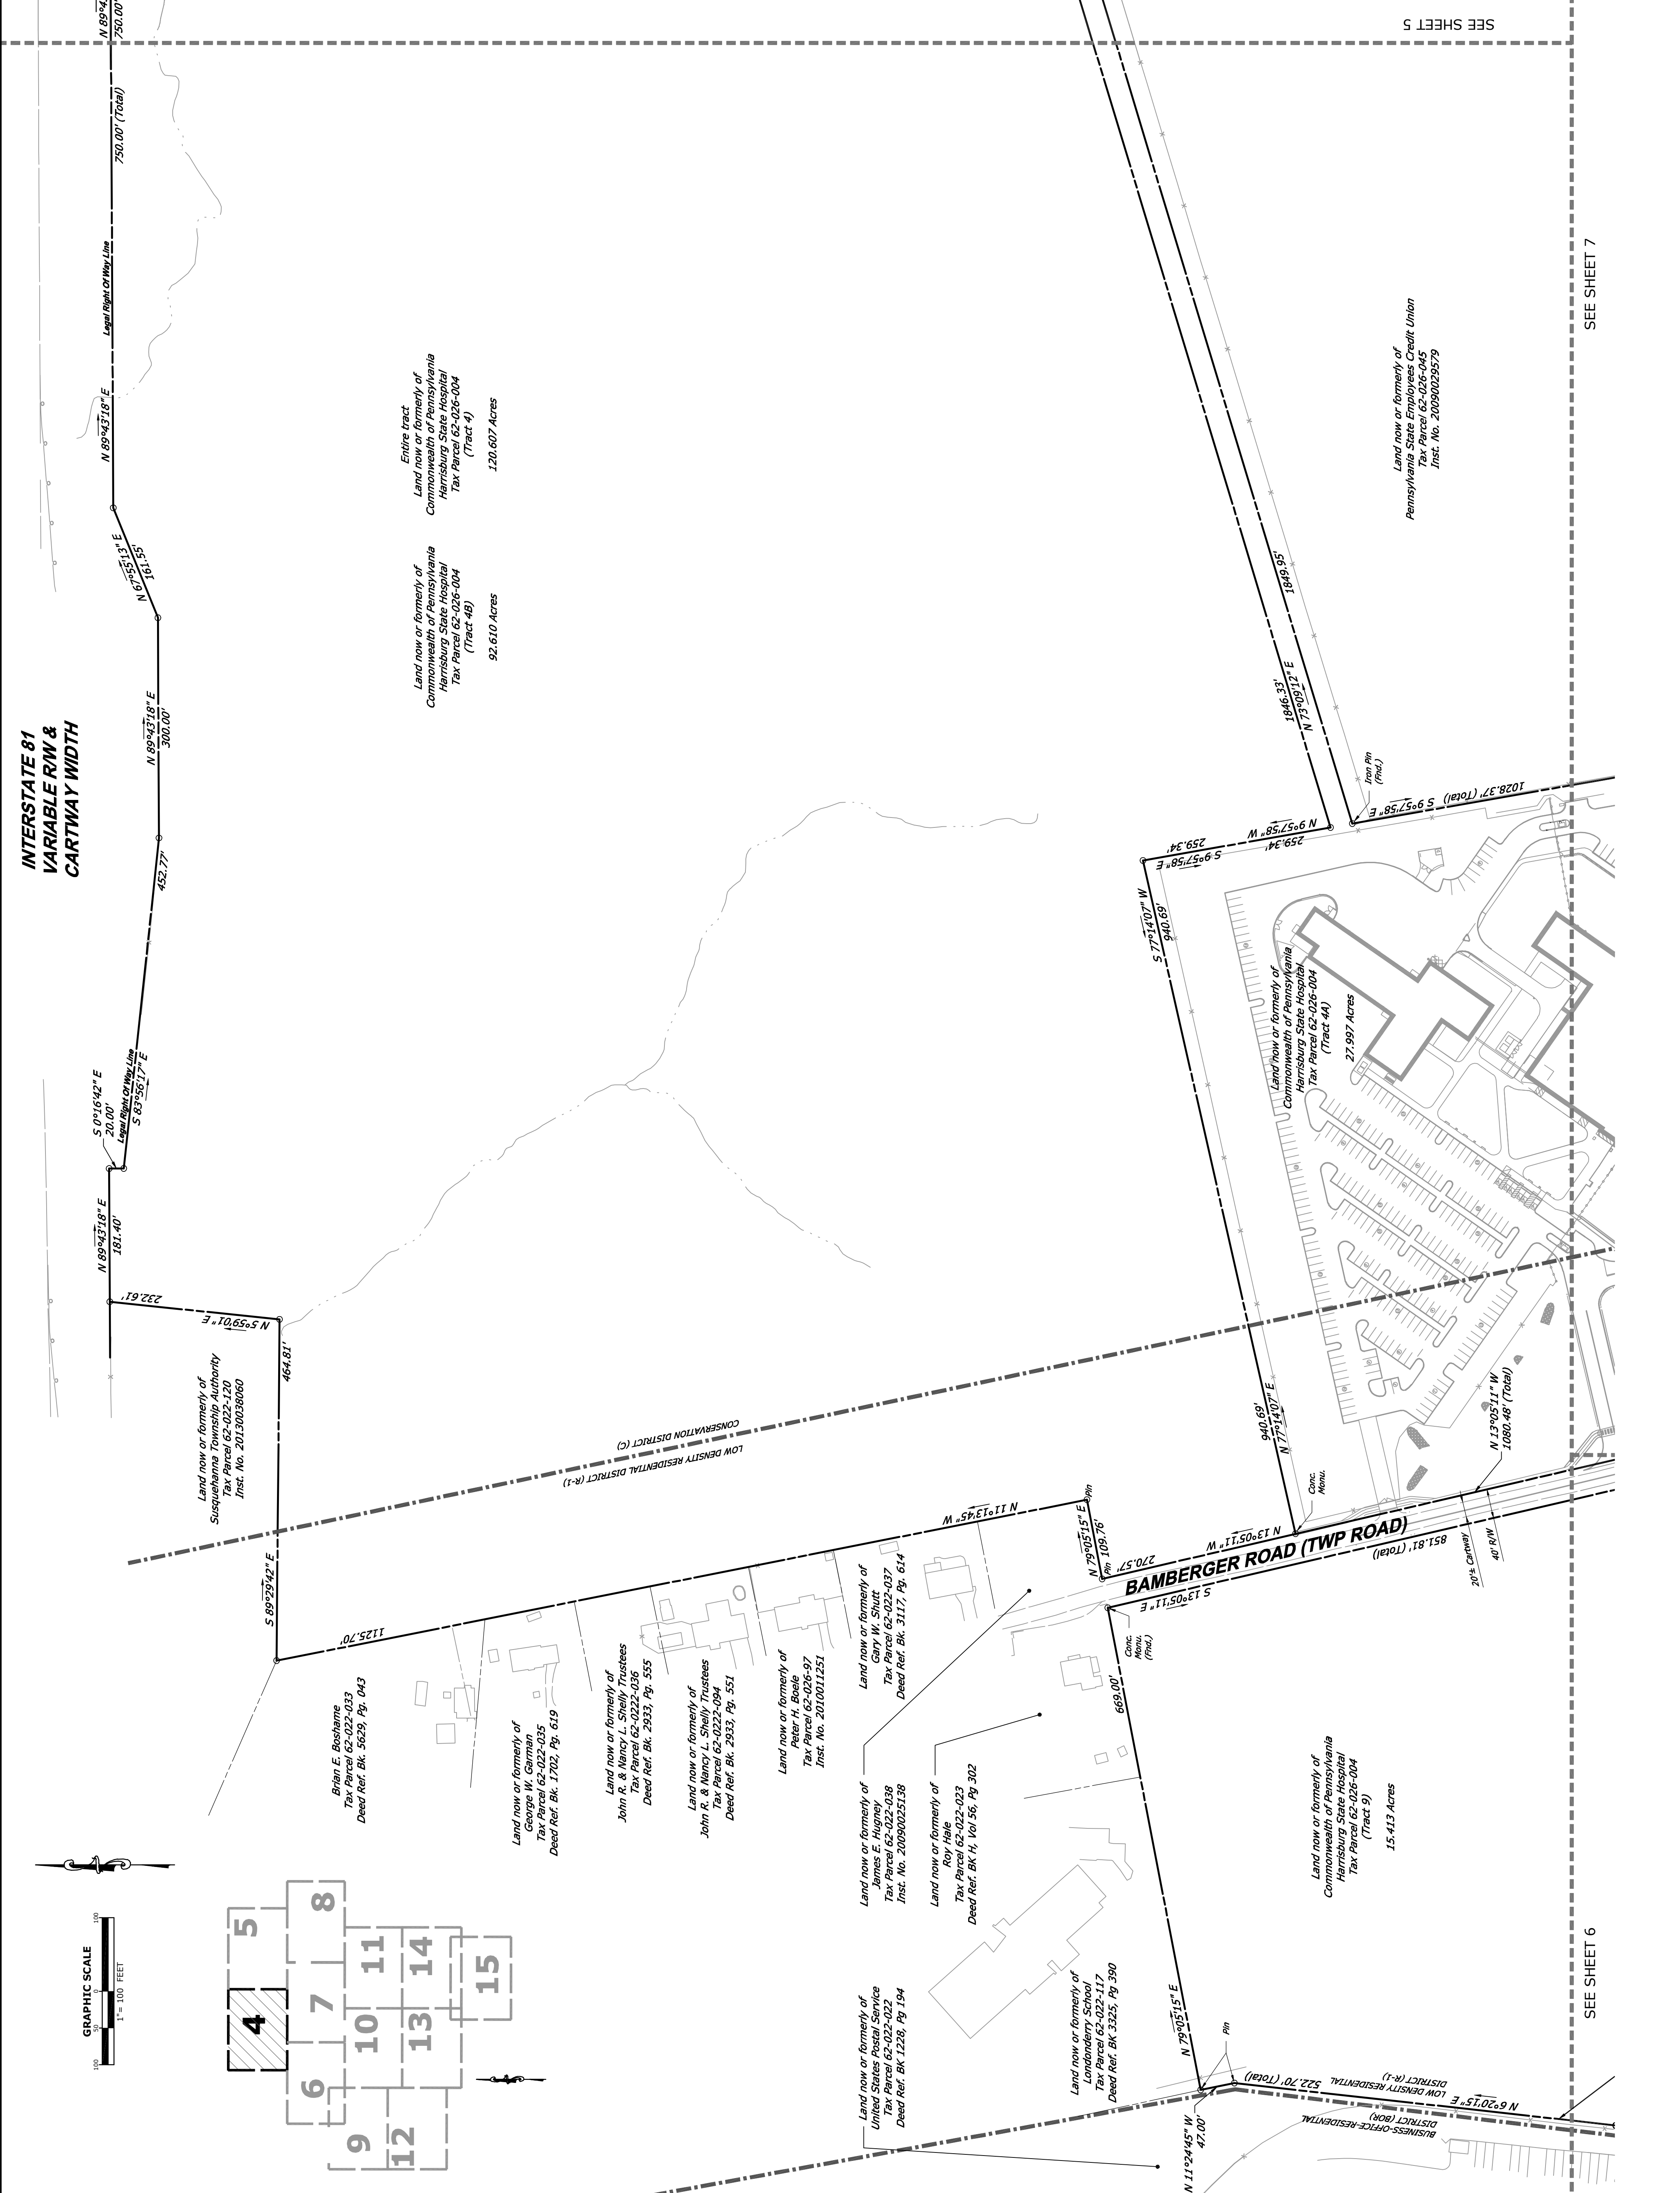 INTERSTATE 81
VARIABLE R/W &
CARTWAY WIDTH
GRAPHIC SCALE
100
50
0
100
1"= 100 FEET
4
5
6
7
8
9
10
11
12
13
14
15
N 89°43'18" E
181.40'
S 0°16'42" E
20.00'
Legal Right Of Way Line
S 83°56'17" E
452.77'
N 89°43'18" E
300.00'
N 67°55'13" E
161.55'
N 89°43'18" E
Legal Right Of Way Line
750.00' (Total)
750.00'
232.61'
N 5°59'01" E
464.81'
S 89°29'42" E
Land now or formerly of
Susquehanna Township Authority
Tax Parcel 62-022-120
Inst. No. 20130038060
Entire tract
Land now or formerly of
Commonwealth of Pennsylvania
Harrisburg State Hospital
Tax Parcel 62-026-004
(Tract 4)
120.607 Acres
Land now or formerly of
Commonwealth of Pennsylvania
Harrisburg State Hospital
Tax Parcel 62-026-004
(Tract 4B)
92.610 Acres
CONSERVATION DISTRICT (C)
LOW DENSITY RESIDENTIAL DISTRICT (R-1)
1125.70'
N 11°13'45" W
Brian E. Boshame
Tax Parcel 62-022-033
Deed Ref. Bk. 5629, Pg. 043
Land now or formerly of
George W. Garman
Tax Parcel 62-022-035
Deed Ref. Bk. 1702, Pg. 619
Land now or formerly of
John R. & Nancy L. Shelly Trustees
Tax Parcel 62-0222-036
Deed Ref. Bk. 2933, Pg. 555
Land now or formerly of
John R. & Nancy L. Shelly Trustees
Tax Parcel 62-0222-094
Deed Ref. Bk. 2933, Pg. 551
Land now or formerly of
Peter H. Boele
Tax Parcel 62-026-97
Inst. No. 20100011251
Land now or formerly of
Gary W. Shutt
Tax Parcel 62-022-037
Deed Ref. Bk. 3117, Pg. 614
Land now or formerly of
James E. Hugney
Tax Parcel 62-022-038
Inst. No. 20090025138
Land now or formerly of
Roy Hale
Tax Parcel 62-022-023
Deed Ref. BK H, Vol 56, Pg 302
Land now or formerly of
United States Postal Service
Tax Parcel 62-022-022
Deed Ref. BK 1228, Pg 194
Land now or formerly of
Londonderry School
Tax Parcel 62-022-117
Deed Ref. BK 3325, Pg 390
Pin
N 79°05'15" E
109.76'
Pin
270.57'
N 13°05'11" W
BAMBERGER ROAD (TWP ROAD)
S 13°05'11" E
851.81' (Total)
Conc.
Monu.
(Fnd.)
Conc.
Monu.
20'± Cartway
40' R/W
N 13°05'11" W
1080.48' (Total)
669.00'
N 79°05'15" E
Pin
N 11°24'45" W
47.00'
522.70' (Total)
N 6°20'15" E
LOW DENSITY RESIDENTIAL
DISTRICT (R-1)
BUSINESS-OFFICE-RESIDENTIAL
DISTRICT (BOR)
Land now or formerly of
Commonwealth of Pennsylvania
Harrisburg State Hospital
Tax Parcel 62-026-004
(Tract 9)
15.413 Acres
940.69'
N 77°14'07" E
S 77°14'07" W
940.69'
259.34'
S 9°57'58" E
N 9°57'58" W
259.34'
Land now or formerly of
Commonwealth of Pennsylvania
Harrisburg State Hospital
Tax Parcel 62-026-004
(Tract 4A)
27.997 Acres
1846.33'
N 73°09'12" E
1849.95'
Iron Pin
(Fnd.)
S 9°57'58" E
1028.37' (Total)
Land now or formerly of
Pennsylvania State Employees Credit Union
Tax Parcel 62-026-045
Inst. No. 20090029579
SEE SHEET 5
SEE SHEET 7
SEE SHEET 6